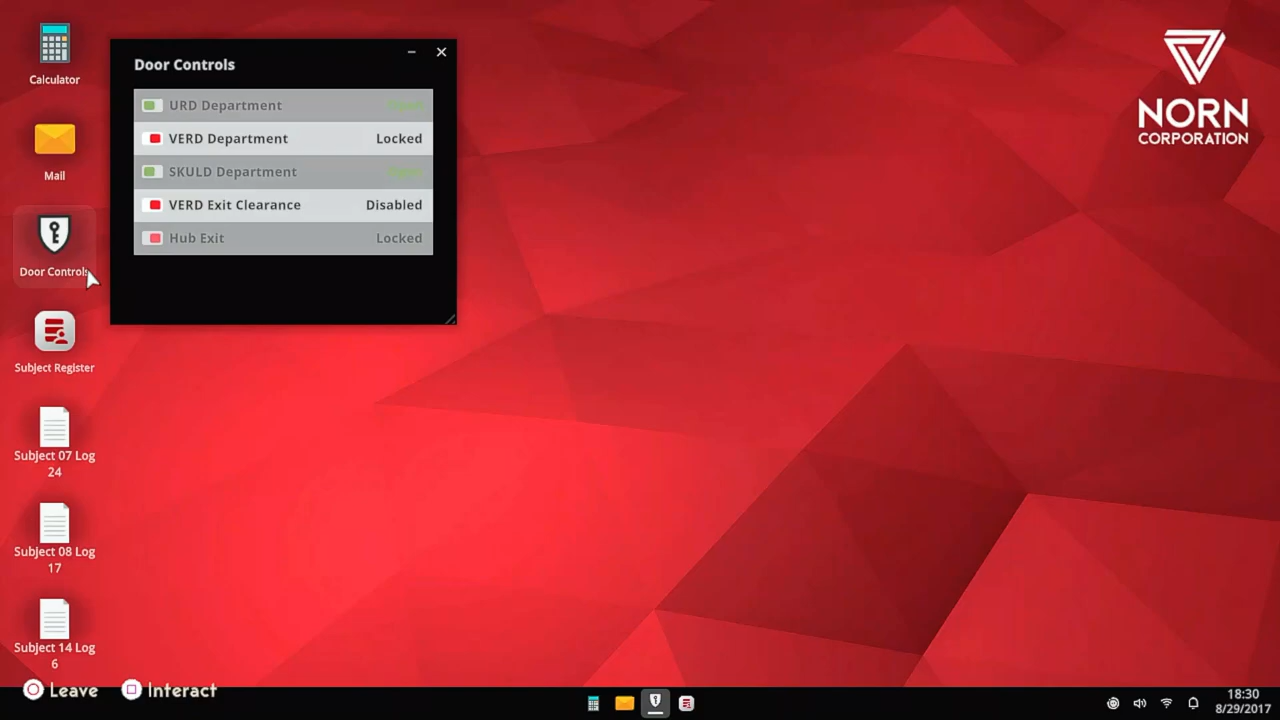 Calculator
Mail
Door Controls
Subject Register
Subject 07 Log
24
Subject 08 Log
17
Subject 14 Log
6
Door Controls
URD Department
VERD Department Locked
SKULD Department
VERD Exit Clearance Disabled
Hub Exit Locked
NORN
CORPORATION
Leave Interact
18:30
8/29/2017